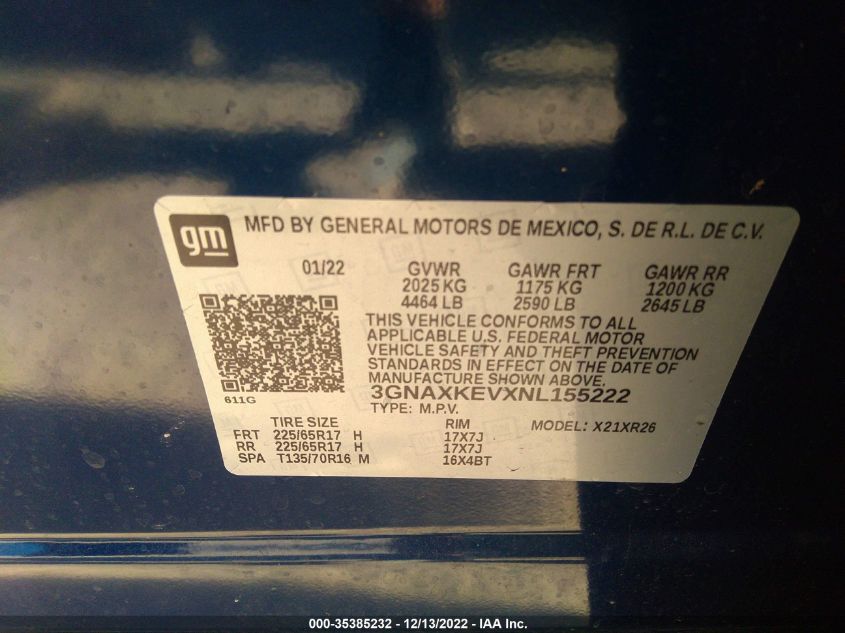 gm MFD BY GENERAL MOTORS DE MEXICO, S. DE R.L. DE C.V.
01/22 GVWR GAWR FRT GAWR RR
2025 KG 1175 KG 1200 KG
4464 LB 2590 LB 2645 LB
THIS VEHICLE CONFORMS TO ALL
APPLICABLE U.S. FEDERAL MOTOR
VEHICLE SAFETY AND THEFT PREVENTION
STANDARDS IN EFFECT ON THE DATE OF
MANUFACTURE SHOWN ABOVE.
3GNAXKEVXNL155222
611G TYPE: M.P.V.
TIRE SIZE RIM MODEL: X21XR26
FRT 225/65R17 H 17X7J
RR 225/65R17 H 17X7J
SPA T135/70R16 M 16X4BT
000-35385232 - 12/13/2022 - IAA Inc.